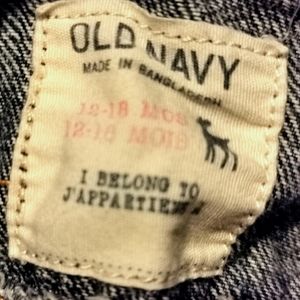 OLD NAVY
MADE IN BANGLADESH
12-18 MOS
12-18 MOIS
I BELONG TO
J'APPARTIENS À